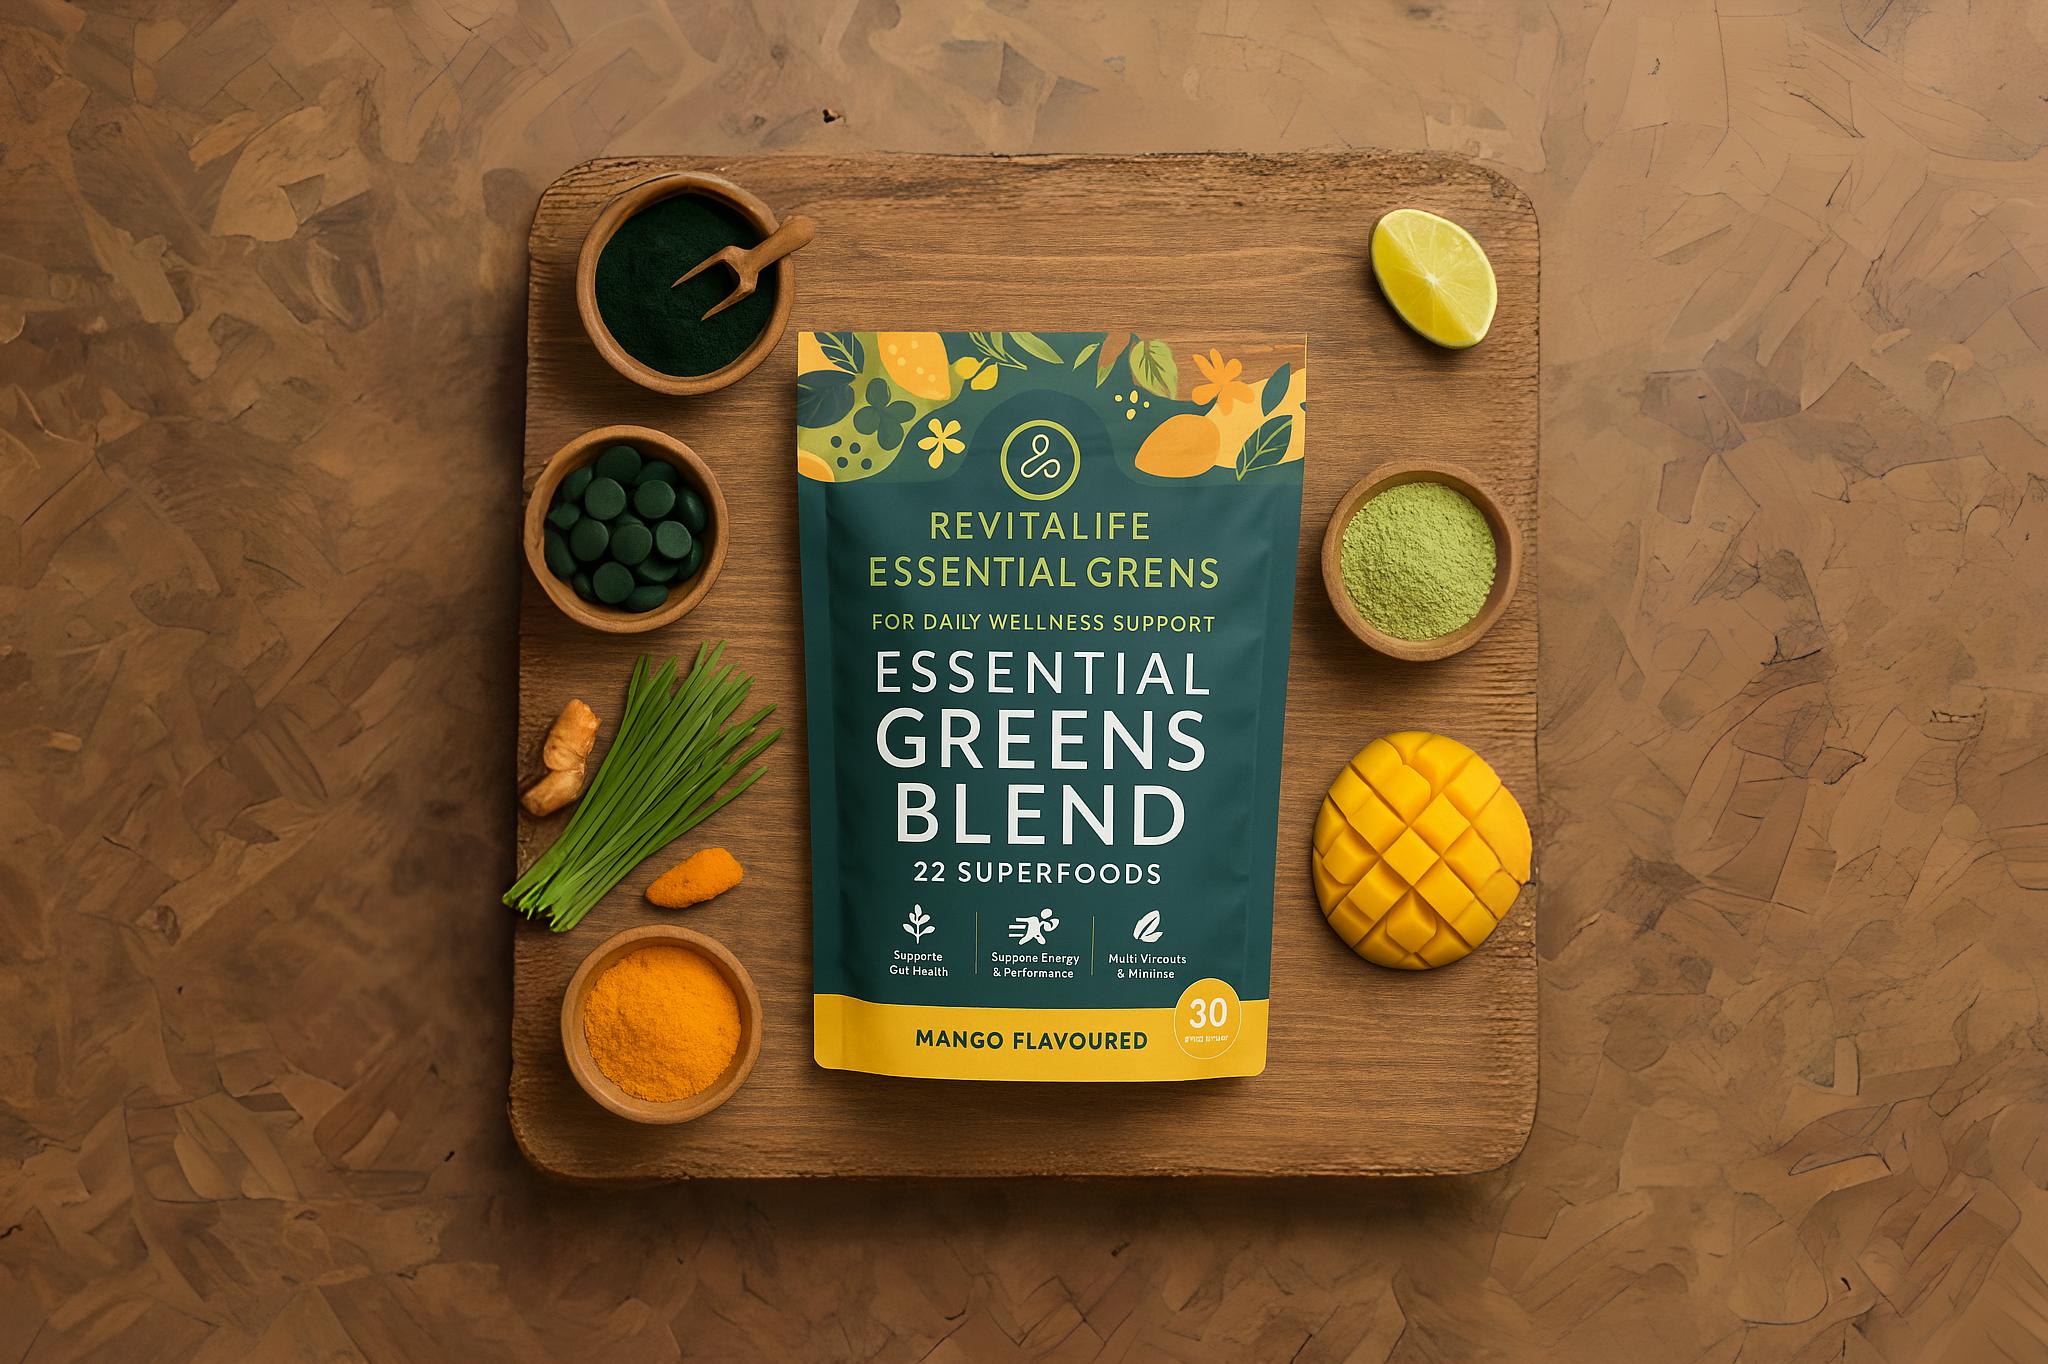 REVITALIFE
ESSENTIAL GRENS
FOR DAILY WELLNESS SUPPORT
ESSENTIAL
GREENS
BLEND
22 SUPERFOODS
Supporte
Gut Health
Suppone Energy
& Performance
Multi Vircouts
& Mininse
MANGO FLAVOURED
30